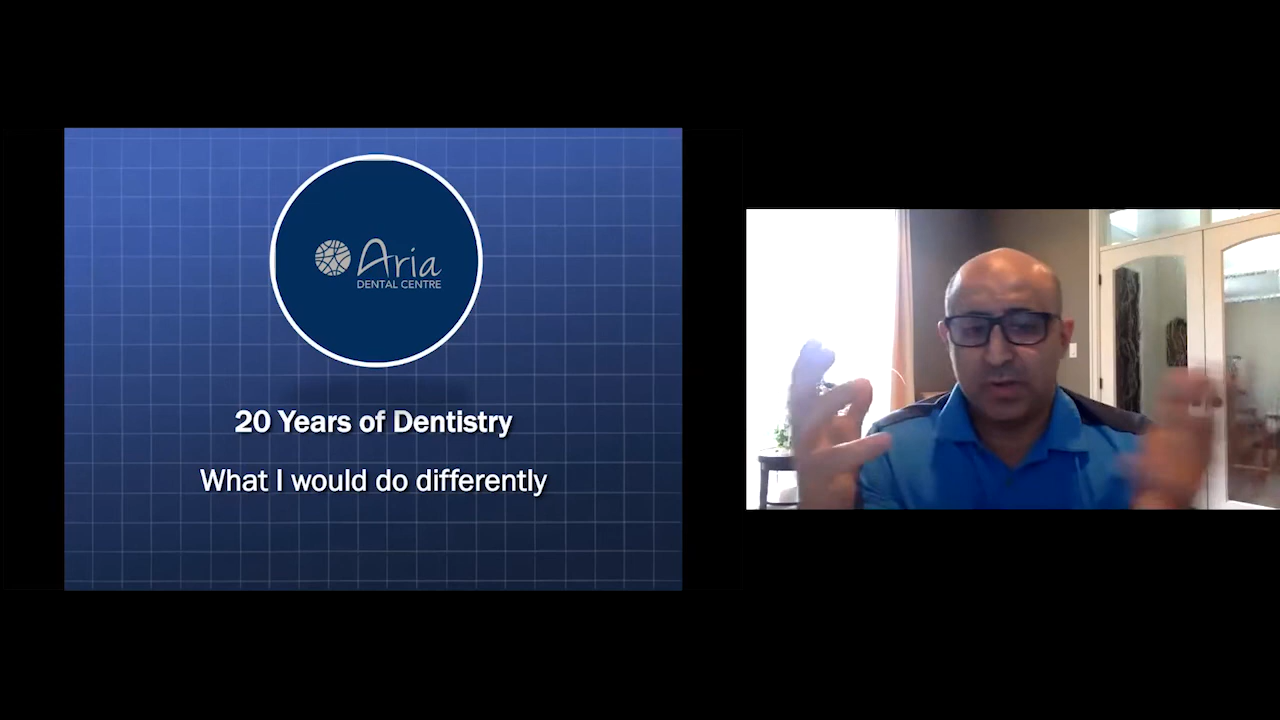 Aria
DENTAL CENTRE
20 Years of Dentistry
What I would do differently